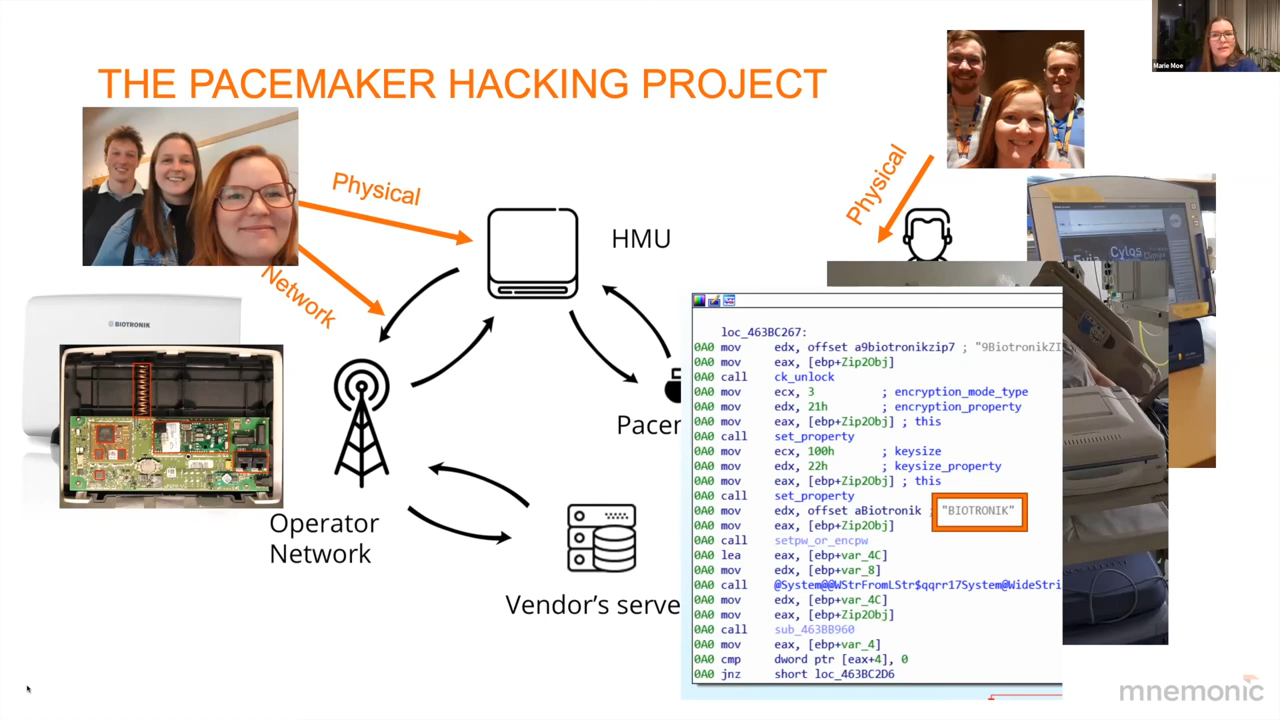 Marie Moe
THE PACEMAKER HACKING PROJECT
Physical
Network
Physical
HMU
BIOTRONIK
Cylos
Evia
Pacem
Operator
Network
Vendor's serve
loc_463BC267:
0A0 mov edx, offset a9biotronikzip7 ; "9BiotronikZI
0A0 mov eax, [ebp+Zip2Obj]
0A0 call ck_unlock
0A0 mov ecx, 3 ; encryption_mode_type
0A0 mov edx, 21h ; encryption_property
0A0 mov eax, [ebp+Zip2Obj] ; this
0A0 call set_property
0A0 mov ecx, 100h ; keysize
0A0 mov edx, 22h ; keysize_property
0A0 mov eax, [ebp+Zip2Obj] ; this
0A0 call set_property
0A0 mov edx, offset aBiotronik ; "BIOTRONIK"
0A0 mov eax, [ebp+Zip2Obj]
0A0 call setpw_or_encpw
0A0 lea eax, [ebp+var_4C]
0A0 mov edx, [ebp+var_8]
0A0 call @System@@WStrFromLStr$qqrr17System@WideStri
0A0 mov edx, [ebp+var_4C]
0A0 mov eax, [ebp+Zip2Obj]
0A0 call sub_463BB960
0A0 mov eax, [ebp+var_4]
0A0 cmp dword ptr [eax+4], 0
0A0 jnz short loc_463BC2D6
mnemonic